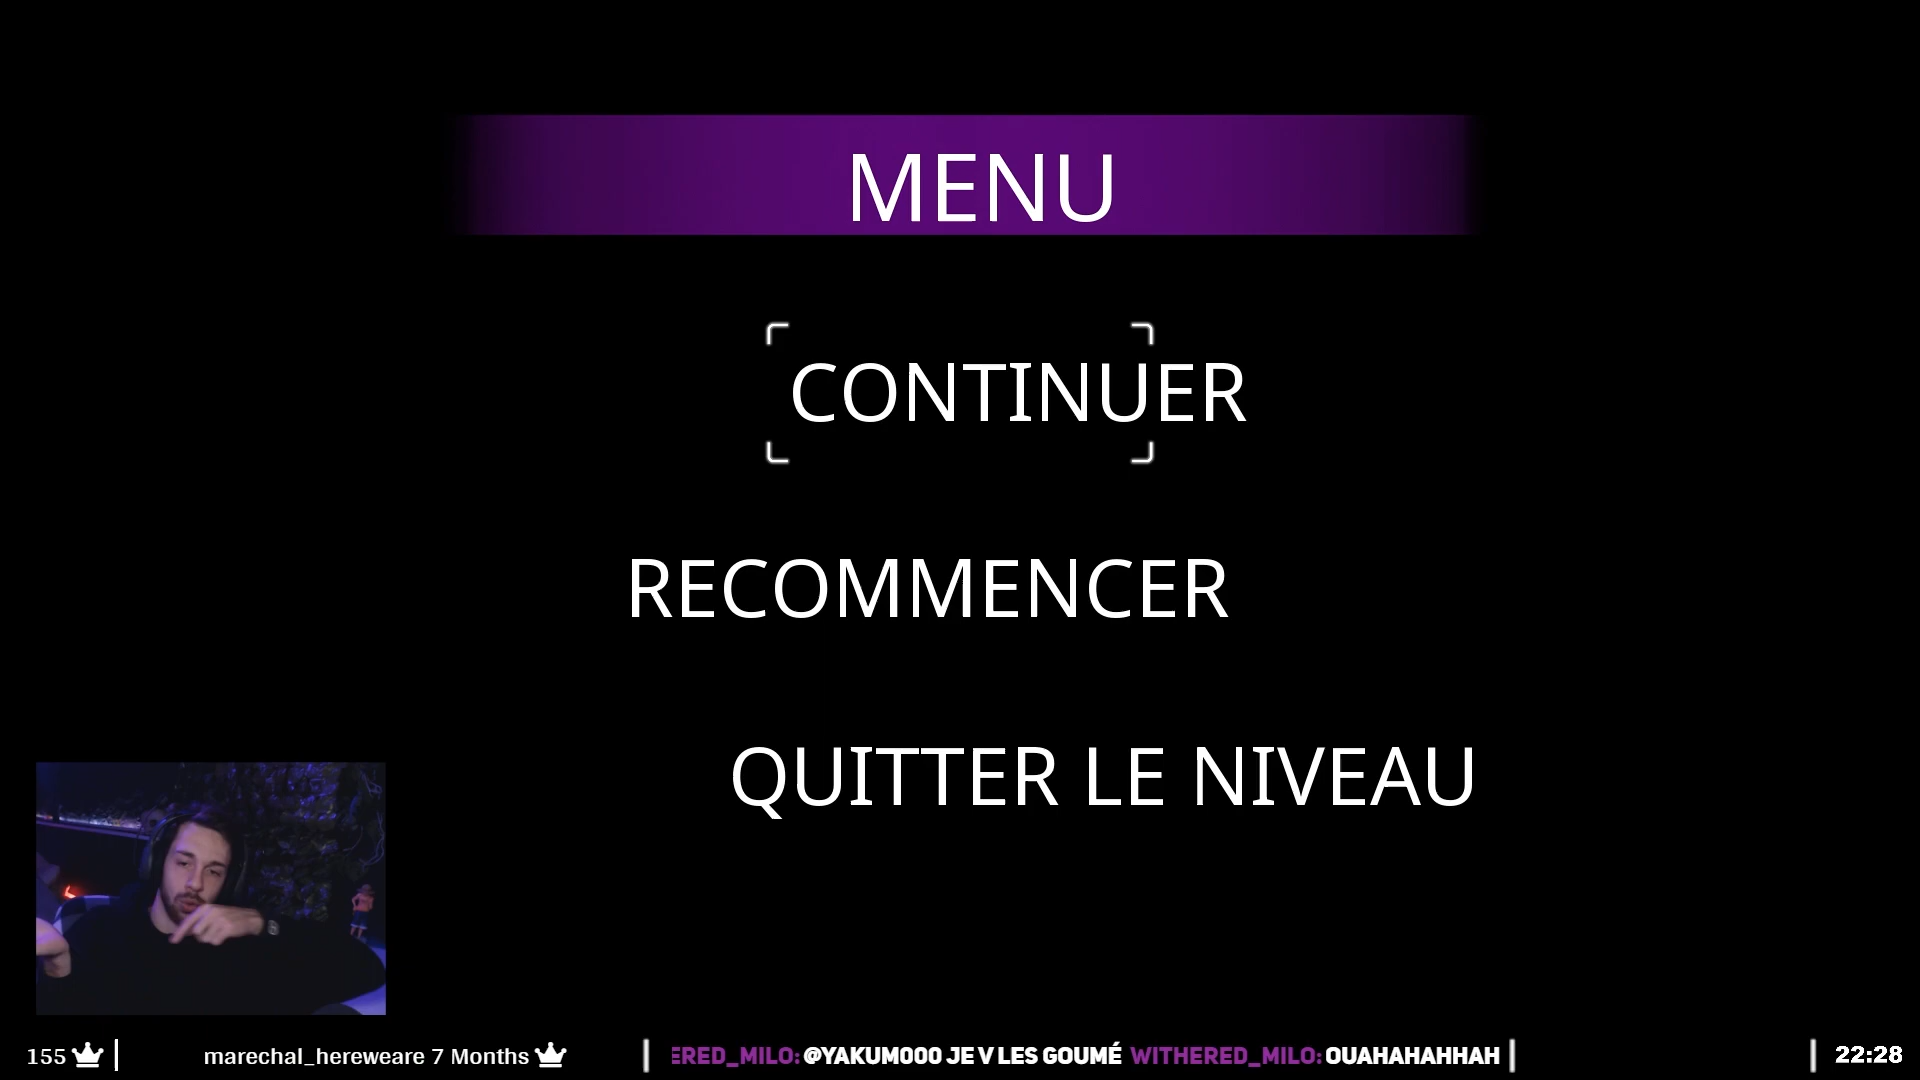 MENU
CONTINUER
RECOMMENCER
QUITTER LE NIVEAU
155
marechal_hereweare 7 Months
ERED_MILO: @YAKUM000 JE V LES GOUMÉ WITHERED_MILO: OUAHAHAHHAH
22:28